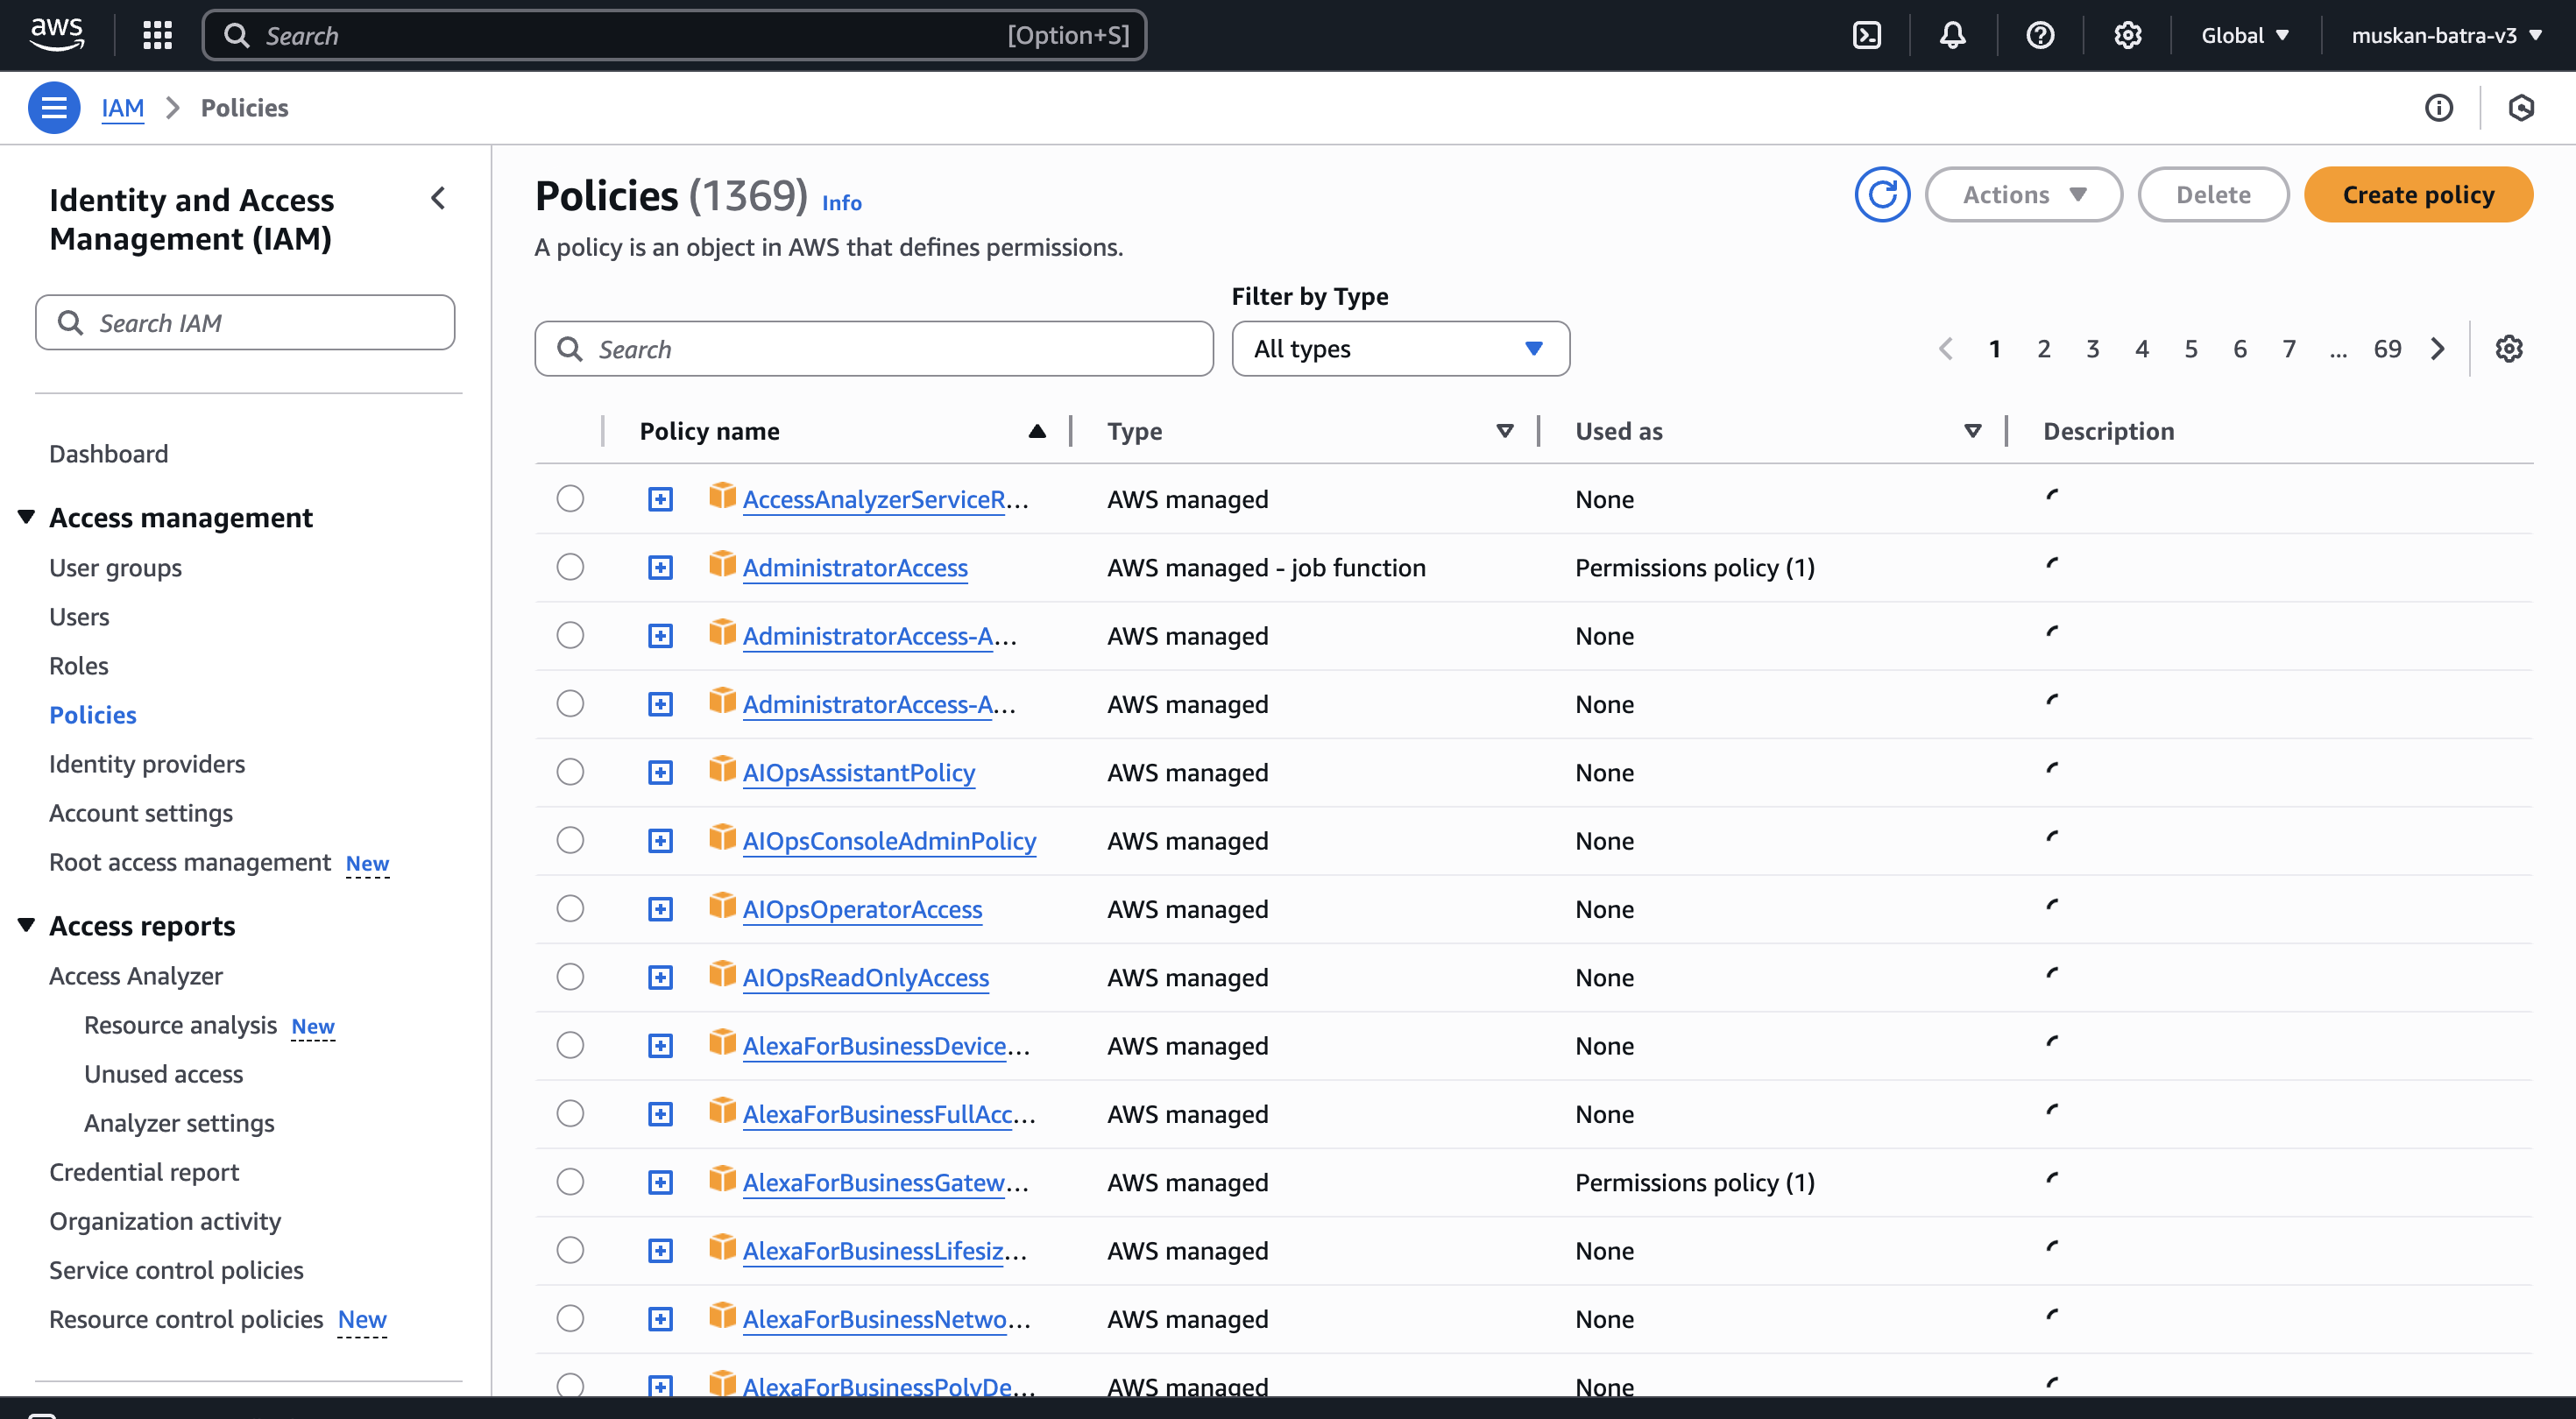 aws
Search [Option+S]
Global
muskan-batra-v3
IAM
Policies
Identity and Access
Management (IAM)
Search IAM
Dashboard
Access management
User groups
Users
Roles
Policies
Identity providers
Account settings
Root access management New
Access reports
Access Analyzer
Resource analysis New
Unused access
Analyzer settings
Credential report
Organization activity
Service control policies
Resource control policies New
Policies (1369) Info
A policy is an object in AWS that defines permissions.
Actions
Delete
Create policy
Filter by Type
Search
All types
1 2 3 4 5 6 7 ... 69
Policy name Type Used as Description
AccessAnalyzerServiceR... AWS managed None
AdministratorAccess AWS managed - job function Permissions policy (1)
AdministratorAccess-A... AWS managed None
AdministratorAccess-A... AWS managed None
AIOpsAssistantPolicy AWS managed None
AIOpsConsoleAdminPolicy AWS managed None
AIOpsOperatorAccess AWS managed None
AIOpsReadOnlyAccess AWS managed None
AlexaForBusinessDevice... AWS managed None
AlexaForBusinessFullAcc... AWS managed None
AlexaForBusinessGatew... AWS managed Permissions policy (1)
AlexaForBusinessLifesiz... AWS managed None
AlexaForBusinessNetwo... AWS managed None
AlexaForBusinessPolyDe... AWS managed None